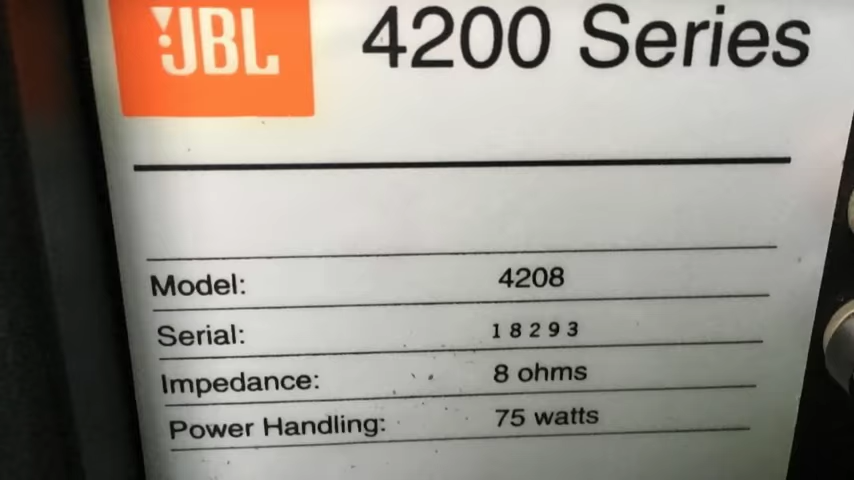 JBL 4200 Series
Model: 4208
Serial: 18293
Impedance: 8 ohms
Power Handling: 75 watts